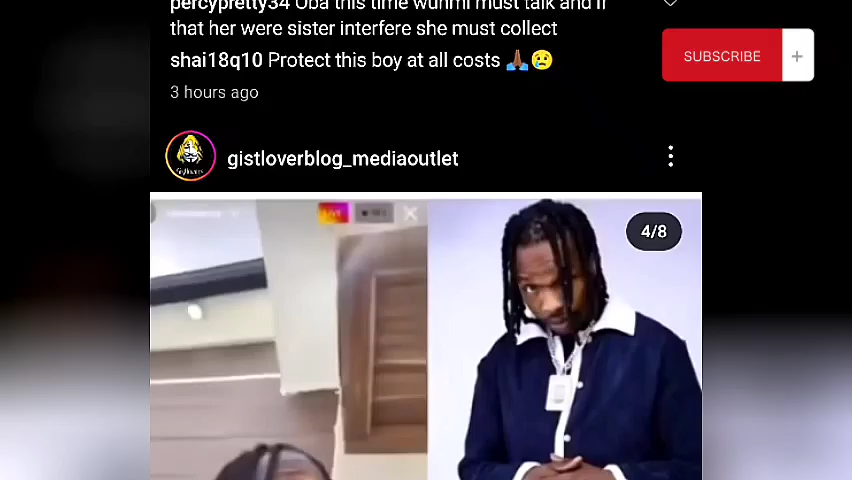 percypretty34 Oba this time wunmi must talk and if
that her were sister interfere she must collect
shai18q10 Protect this boy at all costs 🙏🏾😢
3 hours ago
SUBSCRIBE +
gistloverblog_mediaoutlet
4/8